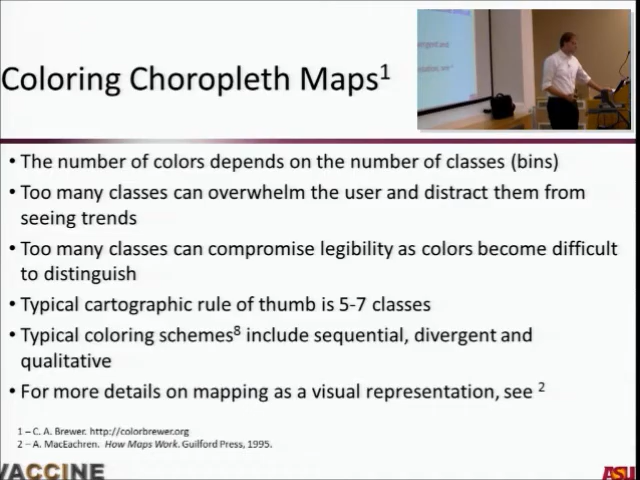 Coloring Choropleth Maps1
• The number of colors depends on the number of classes (bins)
• Too many classes can overwhelm the user and distract them from
seeing trends
• Too many classes can compromise legibility as colors become difficult
to distinguish
• Typical cartographic rule of thumb is 5-7 classes
• Typical coloring schemes8 include sequential, divergent and
qualitative
• For more details on mapping as a visual representation, see 2
1 – C. A. Brewer. http://colorbrewer.org
2 – A. MacEachren. How Maps Work. Guilford Press, 1995.
VACCINE
ASU